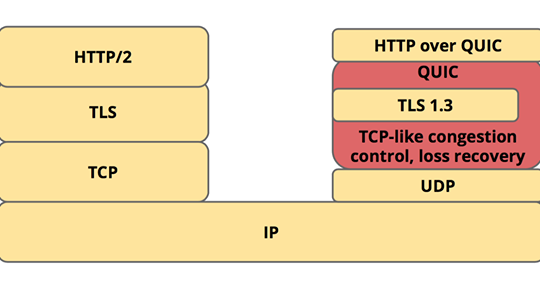 HTTP/2
TLS
TCP
HTTP over QUIC
QUIC
TLS 1.3
TCP-like congestion
control, loss recovery
UDP
IP